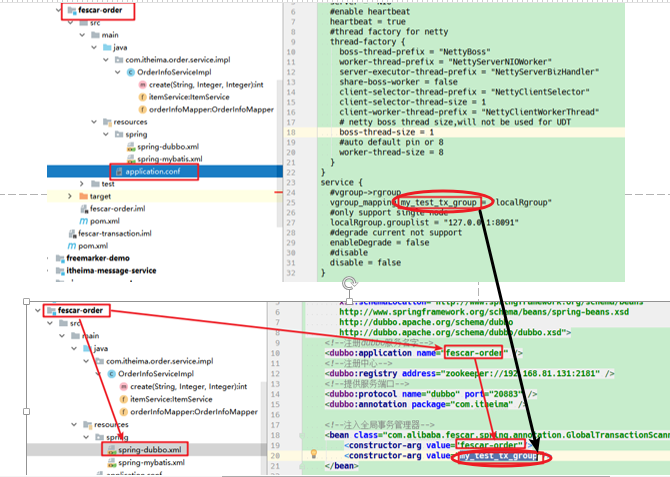 fescar-order
src
main
java
com.itheima.order.service.impl
OrderInfoServiceImpl
create(String, Integer, Integer):int
itemService:ItemService
orderInfoMapper:OrderInfoMapper
resources
spring
spring-dubbo.xml
spring-mybatis.xml
application.conf
test
target
fescar-order.iml
pom.xml
fescar-transaction.iml
pom.xml
freemarker-demo
itheima-message-service
6 #enable heartbeat
7 heartbeat = true
8 #thread factory for netty
9 thread-factory {
10 boss-thread-prefix = "NettyBoss"
11 worker-thread-prefix = "NettyServerNIOWorker"
12 server-executor-thread-prefix = "NettyServerBizHandler"
13 share-boss-worker = false
14 client-selector-thread-prefix = "NettyClientSelector"
15 client-selector-thread-size = 1
16 client-worker-thread-prefix = "NettyClientWorkerThread"
17 # netty boss thread size,will not be used for UDT
18 boss-thread-size = 1
19 #auto default pin or 8
20 worker-thread-size = 8
21 }
22 }
23 service {
24 #vgroup->rgroup
25 vgroup_mapping.my_test_tx_group = "localRgroup"
26 #only support single node
27 localRgroup.grouplist = "127.0.0.1:8091"
28 #degrade current not support
29 enableDegrade = false
30 #disable
31 disable = false
32 }
fescar-order
src
main
java
com.itheima.order.service.impl
OrderInfoServiceImpl
create(String, Integer, Integer):int
itemService:ItemService
orderInfoMapper:OrderInfoMapper
resources
spring
spring-dubbo.xml
spring-mybatis.xml
application.conf
5 xsi:schemaLocation="http://www.springframework.org/schema/beans
6 http://www.springframework.org/schema/beans/spring-beans.xsd
7 http://dubbo.apache.org/schema/dubbo
8 http://dubbo.apache.org/schema/dubbo/dubbo.xsd">
9 <!--注册dubbo服务名字-->
10 <dubbo:application name="fescar-order" />
11 <!--注册中心-->
12 <dubbo:registry address="zookeeper://192.168.81.131:2181" />
13 <!--提供服务端口-->
14 <dubbo:protocol name="dubbo" port="20883" />
15 <dubbo:annotation package="com.itheima" />
16
17 <!--注入全局事务管理器-->
18 <bean class="com.alibaba.fescar.spring.annotation.GlobalTransactionScann
19 <constructor-arg value="fescar-order" />
20 <constructor-arg value="my_test_tx_group
21 </bean>